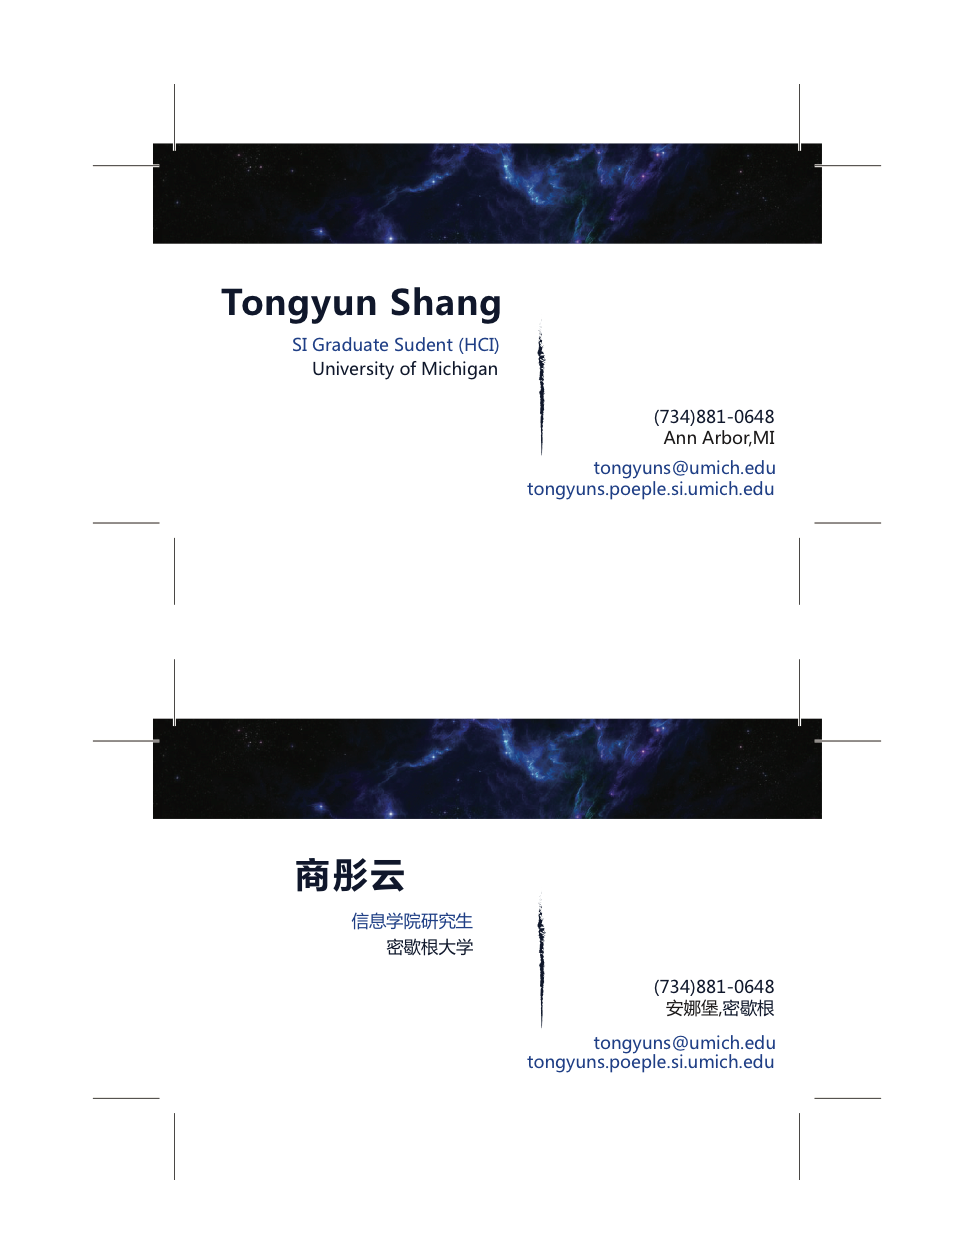 Tongyun Shang
SI Graduate Sudent (HCI)
University of Michigan
(734)881-0648
Ann Arbor,MI
tongyuns@umich.edu
tongyuns.poeple.si.umich.edu
商彤云
信息学院研究生
密歇根大学
(734)881-0648
安娜堡,密歇根
tongyuns@umich.edu
tongyuns.poeple.si.umich.edu